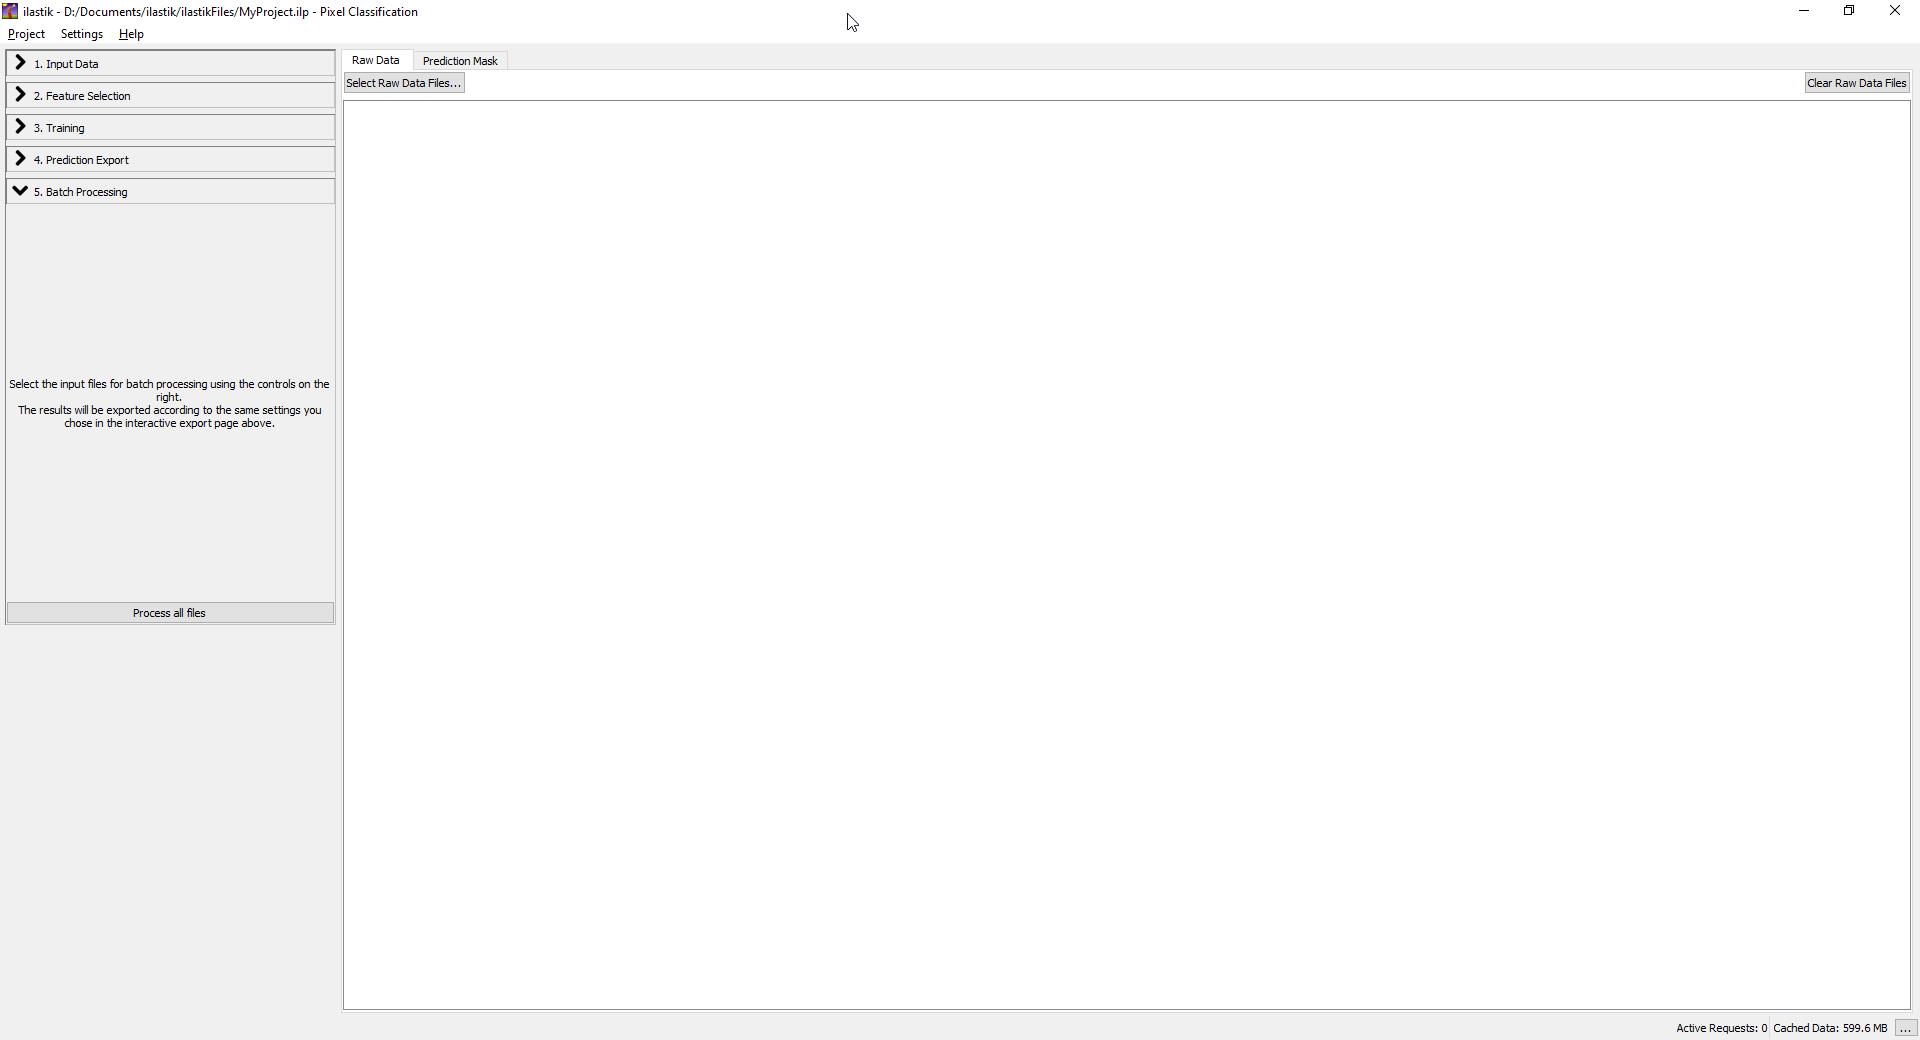 ilastik - D:/Documents/ilastik/ilastikFiles/MyProject.ilp - Pixel Classification
Project Settings Help
1. Input Data
2. Feature Selection
3. Training
4. Prediction Export
5. Batch Processing
Select the input files for batch processing using the controls on the
right.
The results will be exported according to the same settings you
chose in the interactive export page above.
Process all files
Raw Data Prediction Mask
Select Raw Data Files...
Clear Raw Data Files
Active Requests: 0 Cached Data: 599.6 MB ...